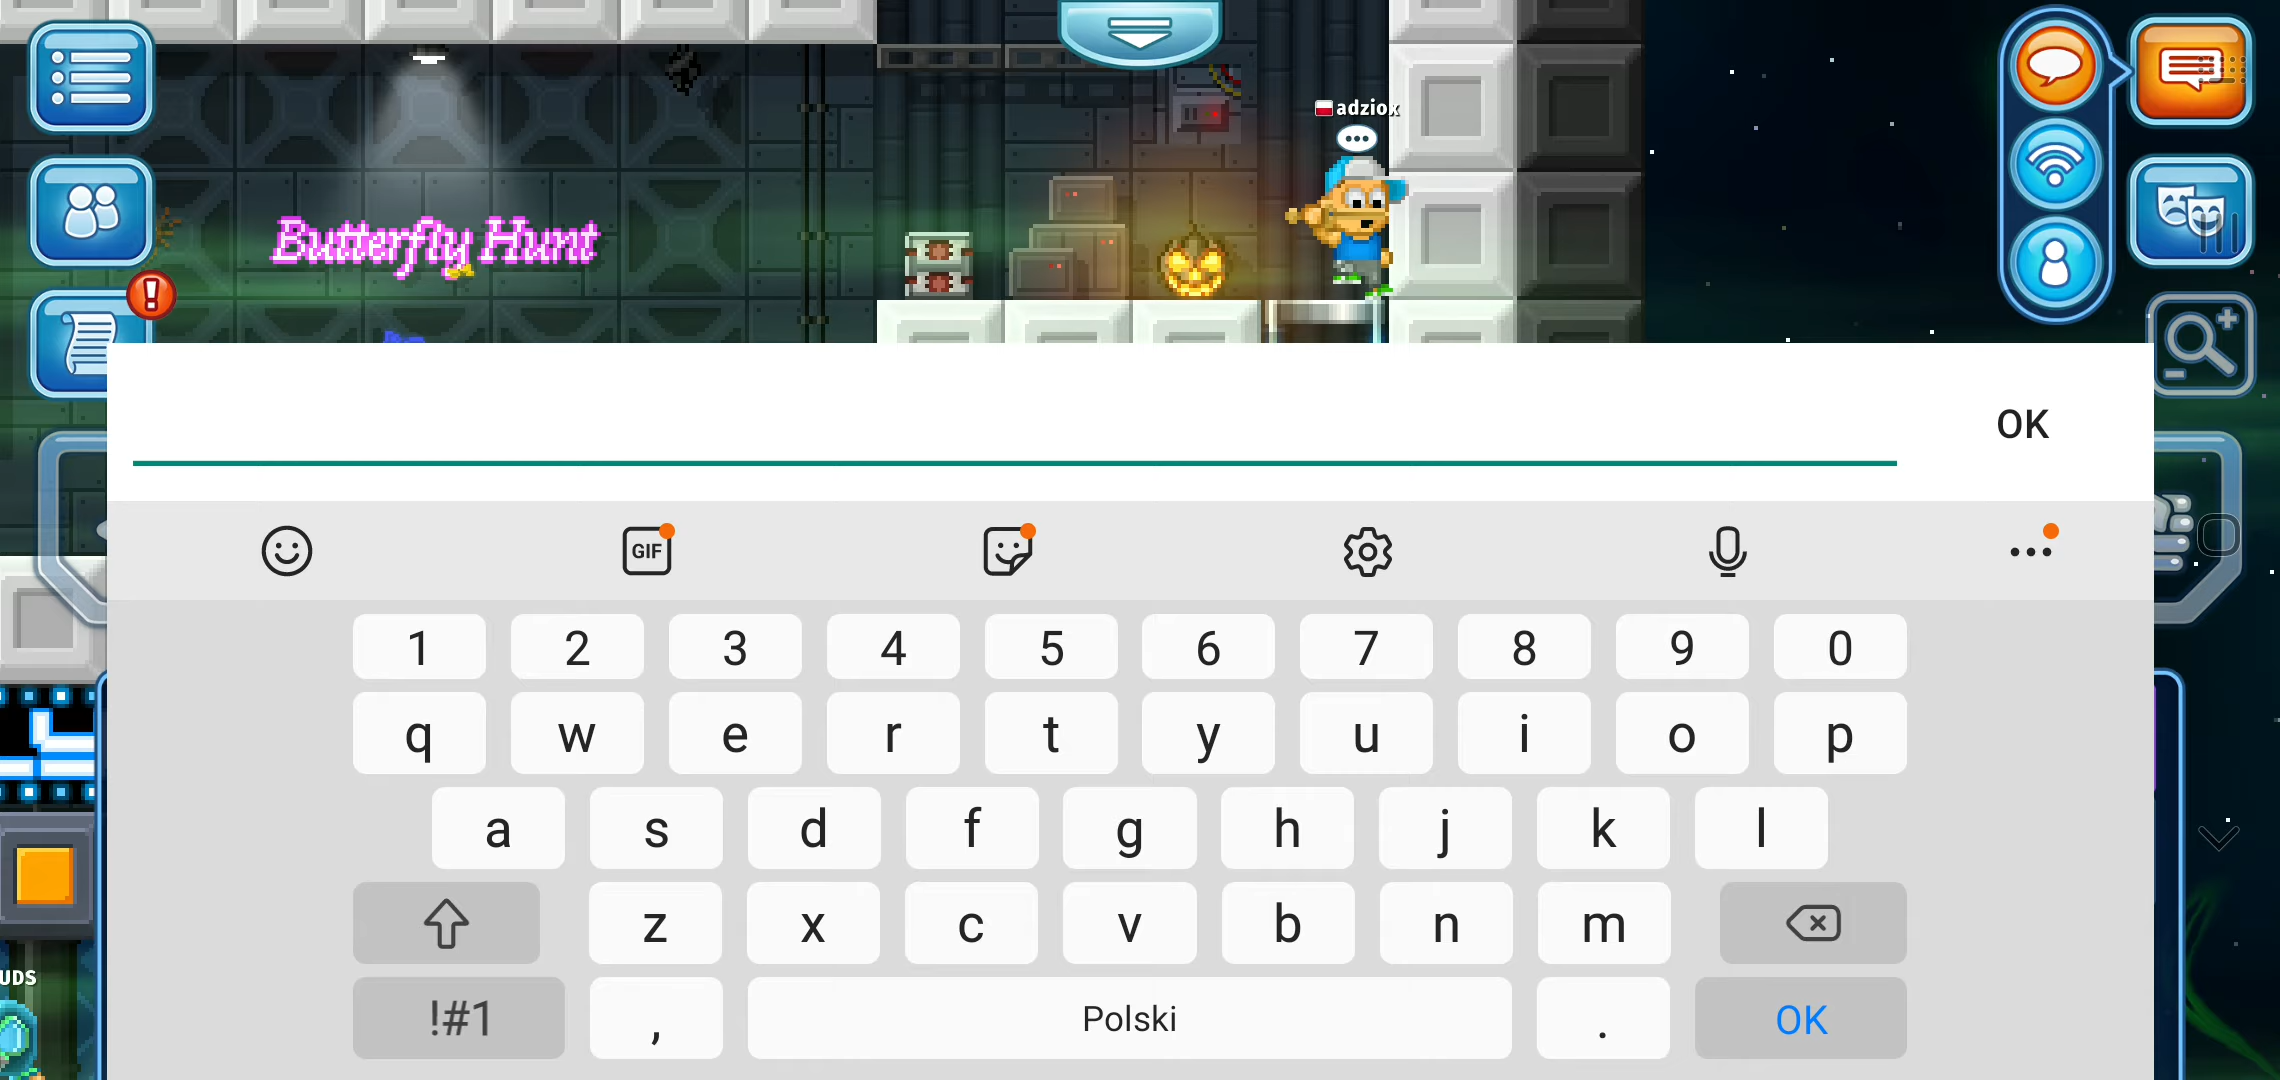 adziox
Butterfly Hunt
OK
GIF
1 2 3 4 5 6 7 8 9 0
q w e r t y u i o p
a s d f g h j k l
z x c v b n m
UDS
!#1 , Polski . OK